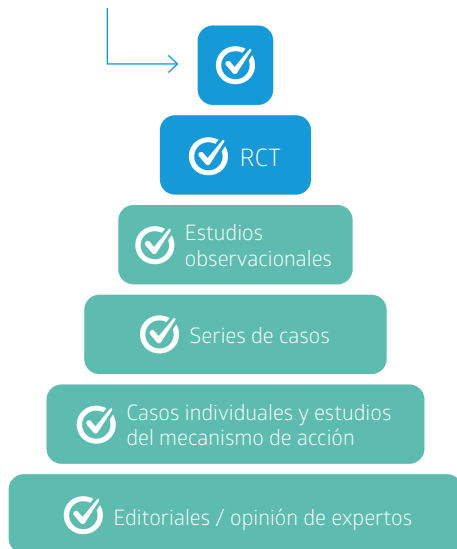 RCT
Estudios
observacionales
Series de casos
Casos individuales y estudios
del mecanismo de acción
Editoriales / opinión de expertos